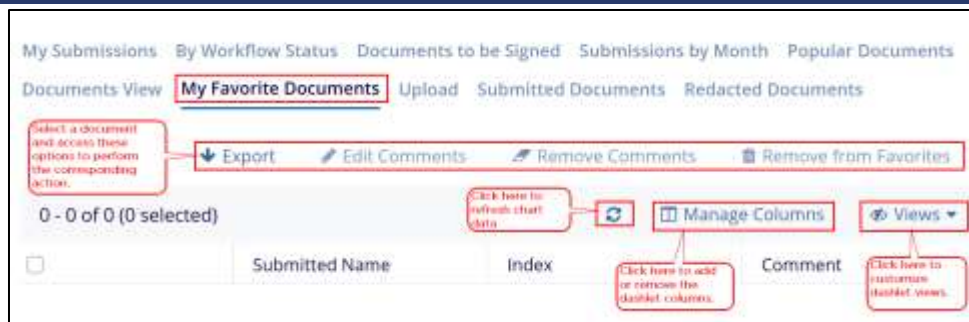 My Submissions By Workflow Status Documents to be Signed Submissions by Month Popular Documents
Documents View My Favorite Documents Upload Submitted Documents Redacted Documents
Select a document
and access these
options to perform
the corresponding
action.
Export Edit Comments Remove Comments Remove from Favorites
Click here to
refresh chart
data
0 - 0 of 0 (0 selected) Manage Columns Views
Submitted Name Index Comment
Click here to add
or remove the
dashlet columns.
Click here to
customize
dashlet views.